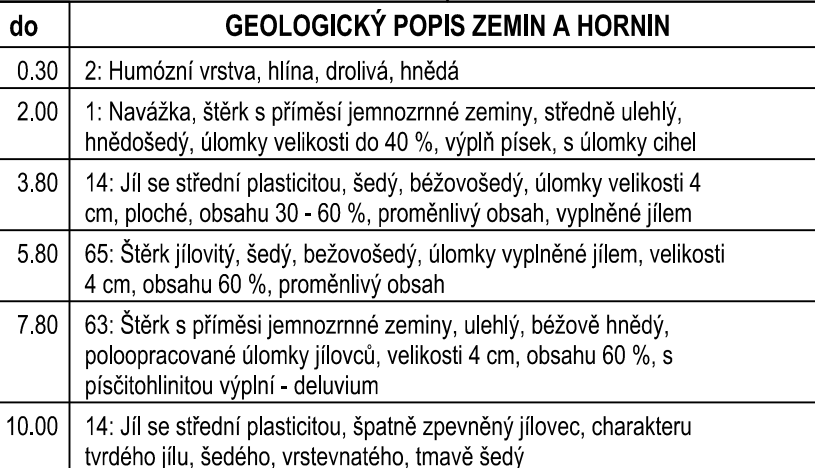 do GEOLOGICKÝ POPIS ZEMIN A HORNIN
0.30 2: Humózní vrstva, hlína, drolivá, hnědá
2.00 1: Navážka, štěrk s příměsí jemnozrnné zeminy, středně ulehlý,
hnědošedý, úlomky velikosti do 40 %, výplň písek, s úlomky cihel
3.80 14: Jíl se střední plasticitou, šedý, béžovošedý, úlomky velikosti 4
cm, ploché, obsahu 30 - 60 %, proměnlivý obsah, vyplněné jílem
5.80 65: Štěrk jílovitý, šedý, bežovošedý, úlomky vyplněné jílem, velikosti
4 cm, obsahu 60 %, proměnlivý obsah
7.80 63: Štěrk s příměsi jemnozrnné zeminy, ulehlý, béžově hnědý,
poloopracované úlomky jílovců, velikosti 4 cm, obsahu 60 %, s
písčitohlinitou výplní - deluvium
10.00 14: Jíl se střední plasticitou, špatně zpevněný jílovec, charakteru
tvrdého jílu, šedého, vrstevnatého, tmavě šedý